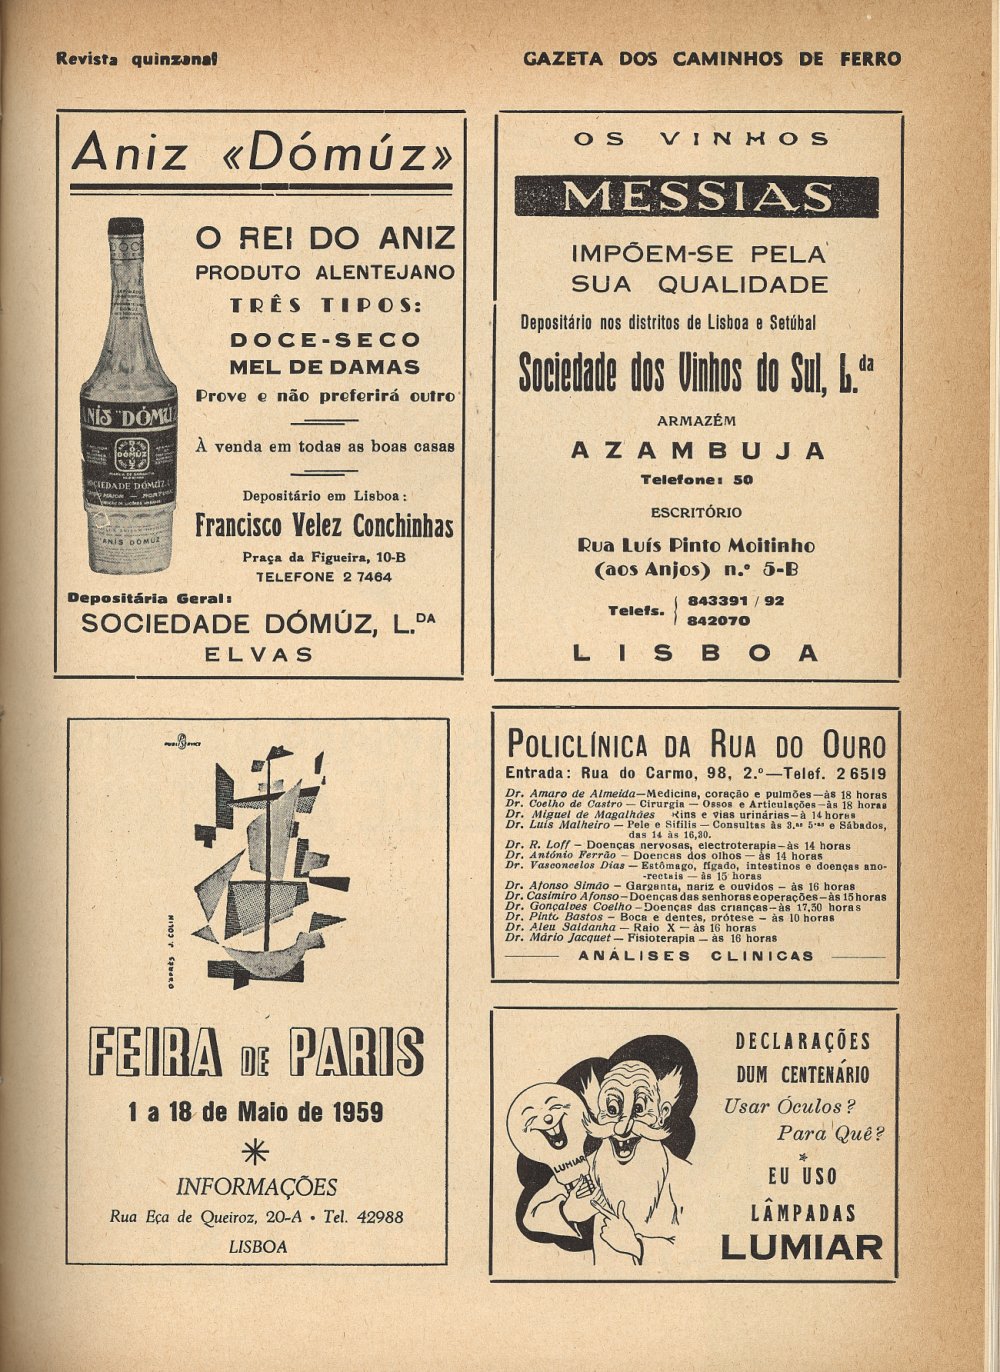 Revista quinzenal
GAZETA DOS CAMINHOS DE FERRO
Aniz «Dómúz»
O REI DO ANIZ
PRODUTO ALENTEJANO
TRÊS TIPOS:
DOCE-SECO
MEL DE DAMAS
Prove e não preferirá outro
À venda em todas as boas casas
Depositário em Lisboa:
Francisco Velez Conchinhas
Praça da Figueira, 10-B
TELEFONE 2 7464
Depositária Geral:
SOCIEDADE DÓMÚZ, L.DA
ELVAS
ANÍS "DÓMÚZ
DÓMÚZ
SOCIEDADE DÓMÚZ, L
ANÍS DÓMÚZ
OS VINHOS
MESSIAS
IMPÕEM-SE PELA
SUA QUALIDADE
Depositário nos distritos de Lisboa e Setúbal
Sociedade dos Vinhos do Sul, L.da
ARMAZÉM
AZAMBUJA
Telefone: 50
ESCRITÓRIO
Rua Luís Pinto Moitinho
(aos Anjos) n.º 5-B
Telefs. { 843391 / 92
842070
LISBOA
D'APRÈS J. COLIN
FEIRA DE PARIS
1 a 18 de Maio de 1959
INFORMAÇÕES
Rua Eça de Queiroz, 20-A • Tel. 42988
LISBOA
POLICLÍNICA DA RUA DO OURO
Entrada: Rua do Carmo, 98, 2.º—Telef. 26519
Dr. Amaro de Almeida—Medicina, coração e pulmões—às 18 horas
Dr. Coelho de Castro — Cirurgia — Ossos e Articulações—às 18 horas
Dr. Miguel de Magalhães Rins e vias urinárias—à 14 horas
Dr. Luís Malheiro — Pele e Sífilis — Consultas às 3.as 5.as e Sábados,
das 14 às 16,30.
Dr. R. Loff — Doenças nervosas, electroterapia—às 14 horas
Dr. António Ferrão — Doencas dos olhos — às 14 horas
Dr. Vasconcelos Dias — Estômago, fígado, intestinos e doenças ano-
-rectais — às 15 horas
Dr. Afonso Simão — Garganta, nariz e ouvidos — às 16 horas
Dr. Casimiro Afonso—Doenças das senhoras e operações—às 15 horas
Dr. Gonçalves Coelho—Doenças das crianças—às 17,30 horas
Dr. Pinto Bastos — Boca e dentes, prótese — às 10 horas
Dr. Aleu Saldanha — Raio X — às 16 horas
Dr. Mário Jacquet — Fisioterapia — às 16 horas
ANÁLISES CLINICAS
LUMIAR
DECLARAÇÕES
DUM CENTENÁRIO
Usar Óculos?
Para Quê?
*
EU USO
LÂMPADAS
LUMIAR